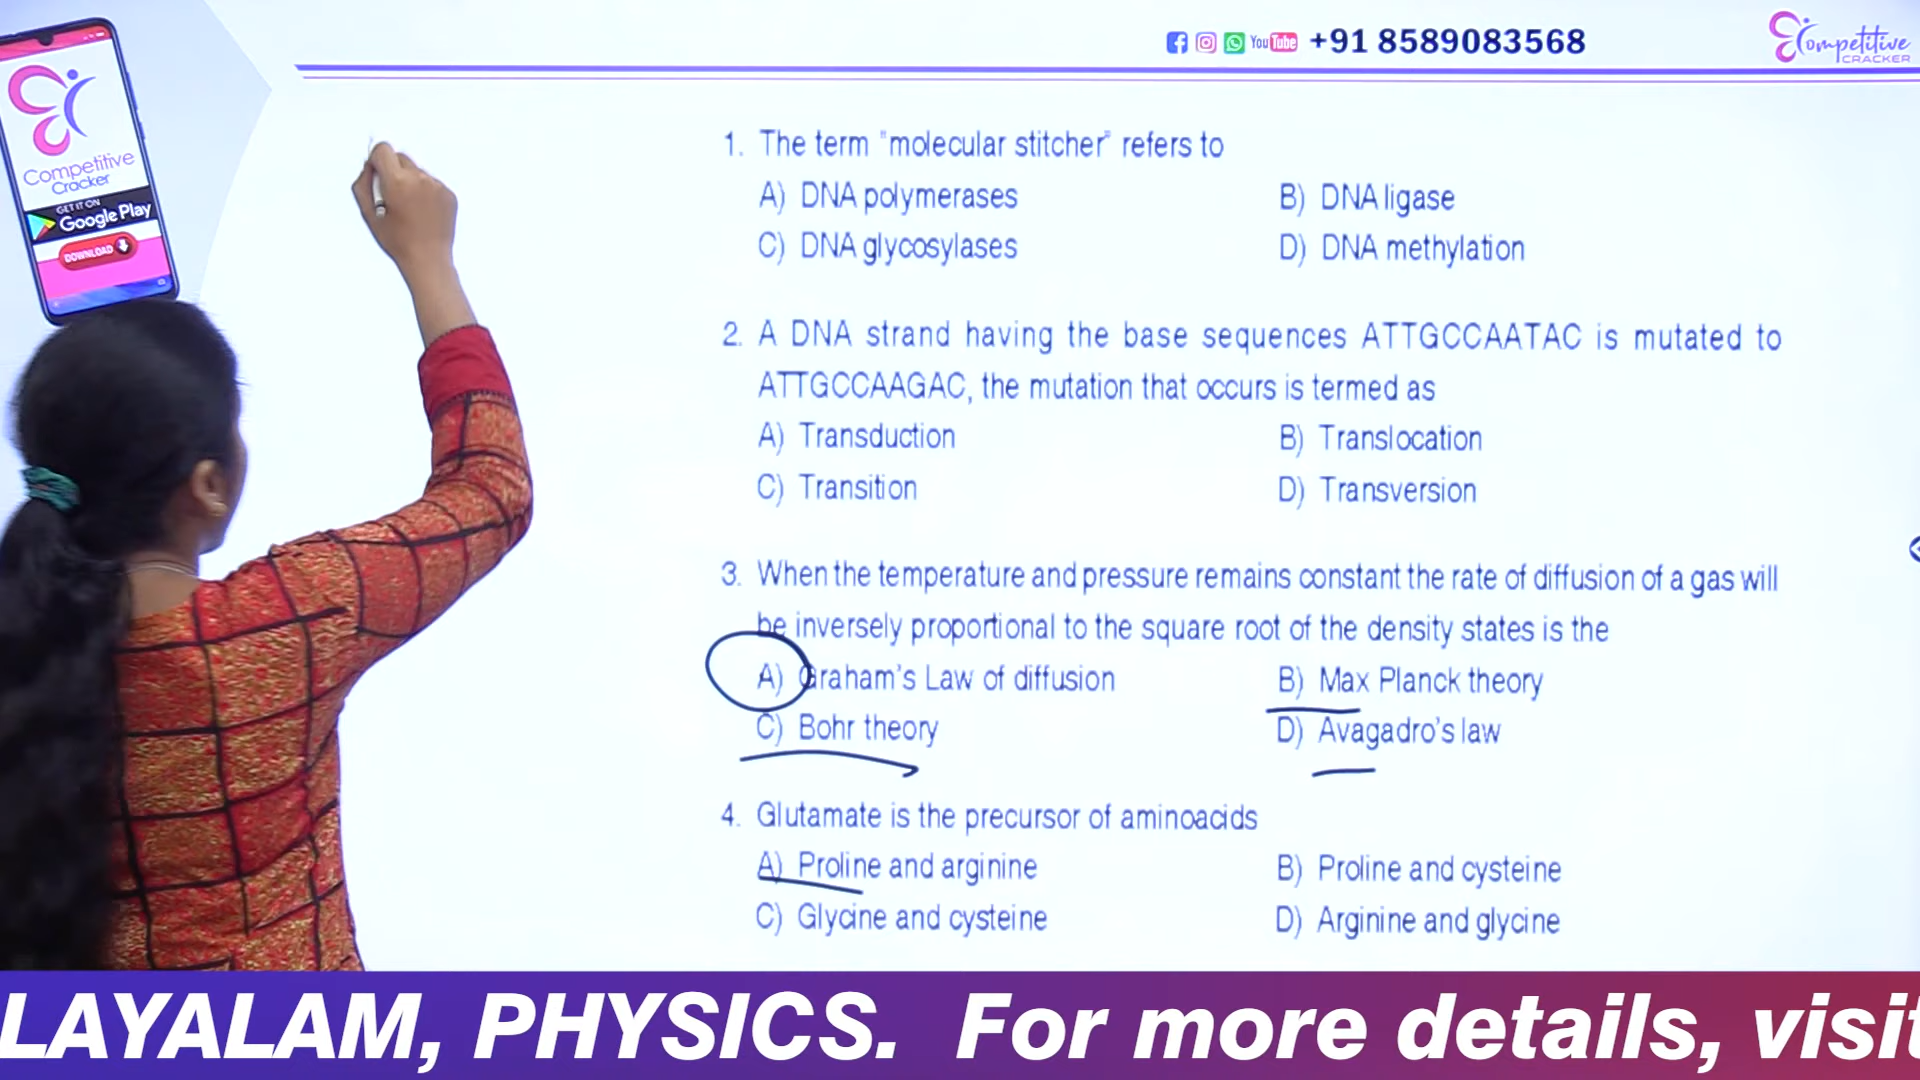 +91 8589083568
You Tube
Competitive
CRACKER
Competitive
Cracker
GET IT ON
Google Play
DOWNLOAD
1. The term "molecular stitcher" refers to
A) DNA polymerases
B) DNA ligase
C) DNA glycosylases
D) DNA methylation
2. A DNA strand having the base sequences ATTGCCAATAC is mutated to
ATTGCCAAGAC, the mutation that occurs is termed as
A) Transduction
B) Translocation
C) Transition
D) Transversion
3. When the temperature and pressure remains constant the rate of diffusion of a gas will
be inversely proportional to the square root of the density states is the
A) Graham's Law of diffusion
B) Max Planck theory
C) Bohr theory
D) Avagadro's law
4. Glutamate is the precursor of aminoacids
A) Proline and arginine
B) Proline and cysteine
C) Glycine and cysteine
D) Arginine and glycine
LAYALAM, PHYSICS. For more details, visit